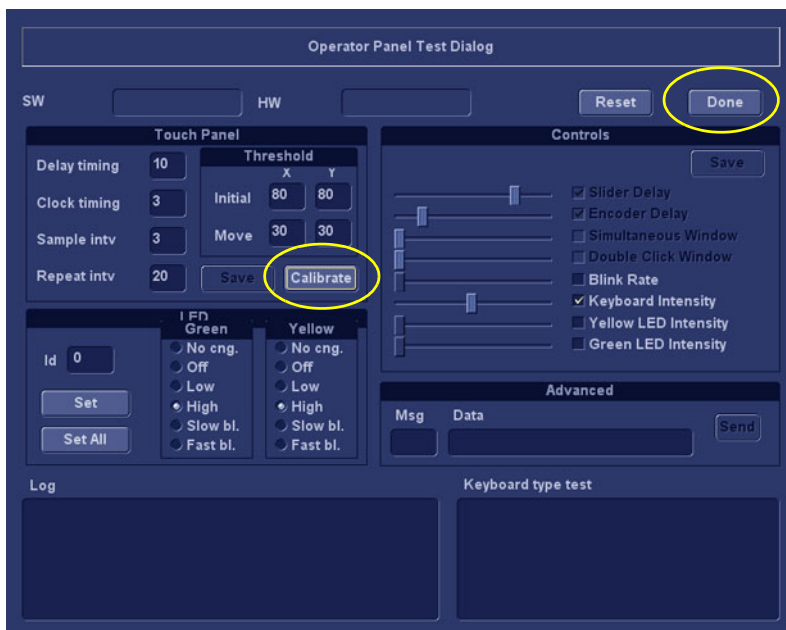 Operator Panel Test Dialog
SW HW Reset Done
Touch Panel
Delay timing 10
Clock timing 3
Sample intv 3
Repeat intv 20
Threshold
X Y
Initial 80 80
Move 30 30
Save Calibrate
Controls
Save
Slider Delay
Encoder Delay
Simultaneous Window
Double Click Window
Blink Rate
Keyboard Intensity
Yellow LED Intensity
Green LED Intensity
LED
Id 0
Set
Set All
Green
No cng.
Off
Low
High
Slow bl.
Fast bl.
Yellow
No cng.
Off
Low
High
Slow bl.
Fast bl.
Advanced
Msg Data
Send
Log
Keyboard type test